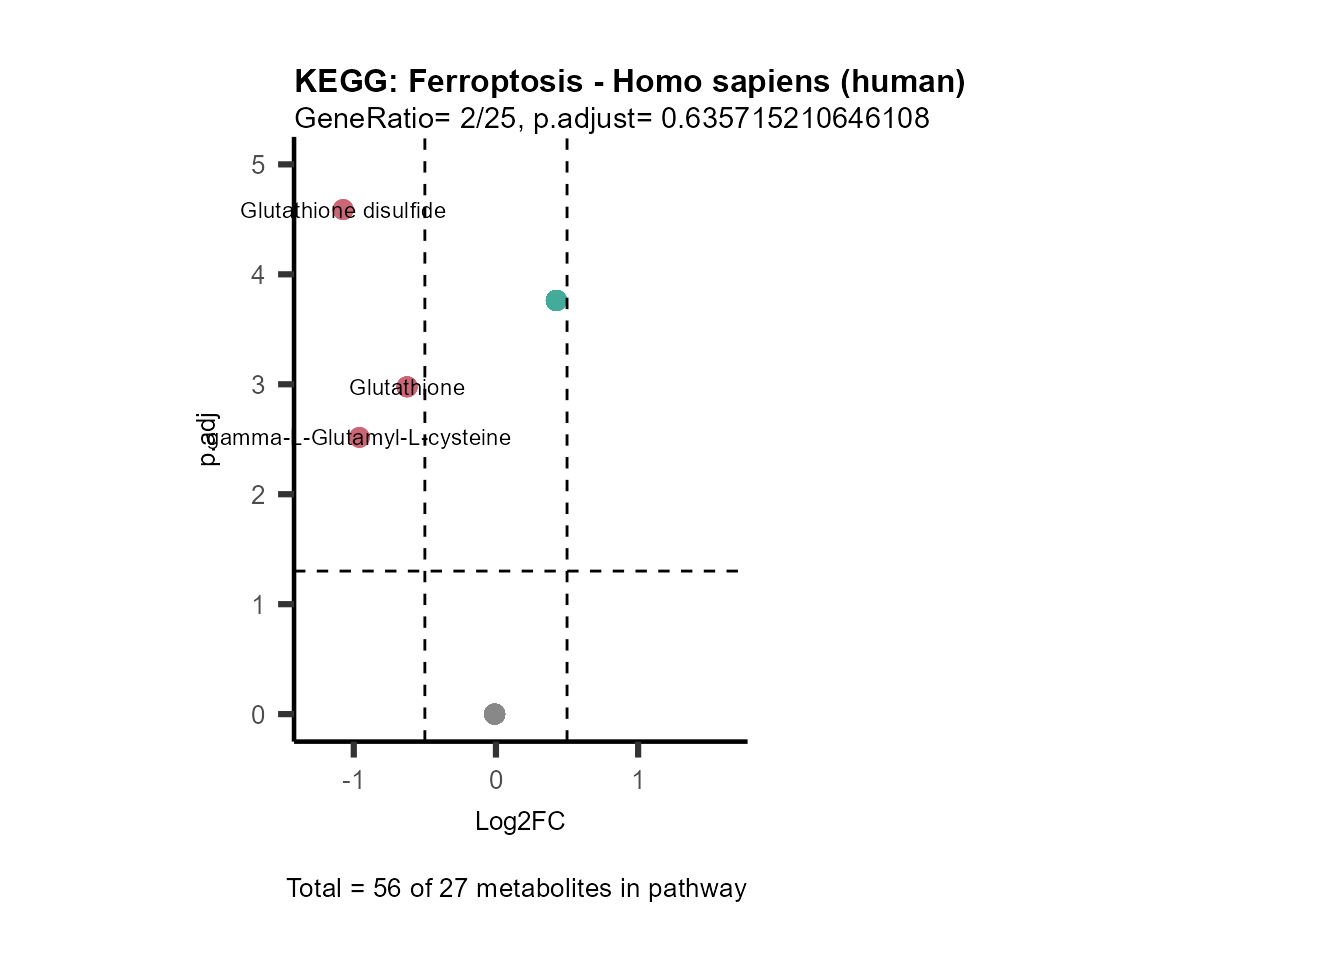 KEGG: Ferroptosis - Homo sapiens (human)
GeneRatio= 2/25, p.adjust= 0.635715210646108
5
Glutathione disulfide
4
3
Glutathione
p.adj
gamma-L-Glutamyl-L-cysteine
2
1
0
-1
0
1
Log2FC
Total = 56 of 27 metabolites in pathway